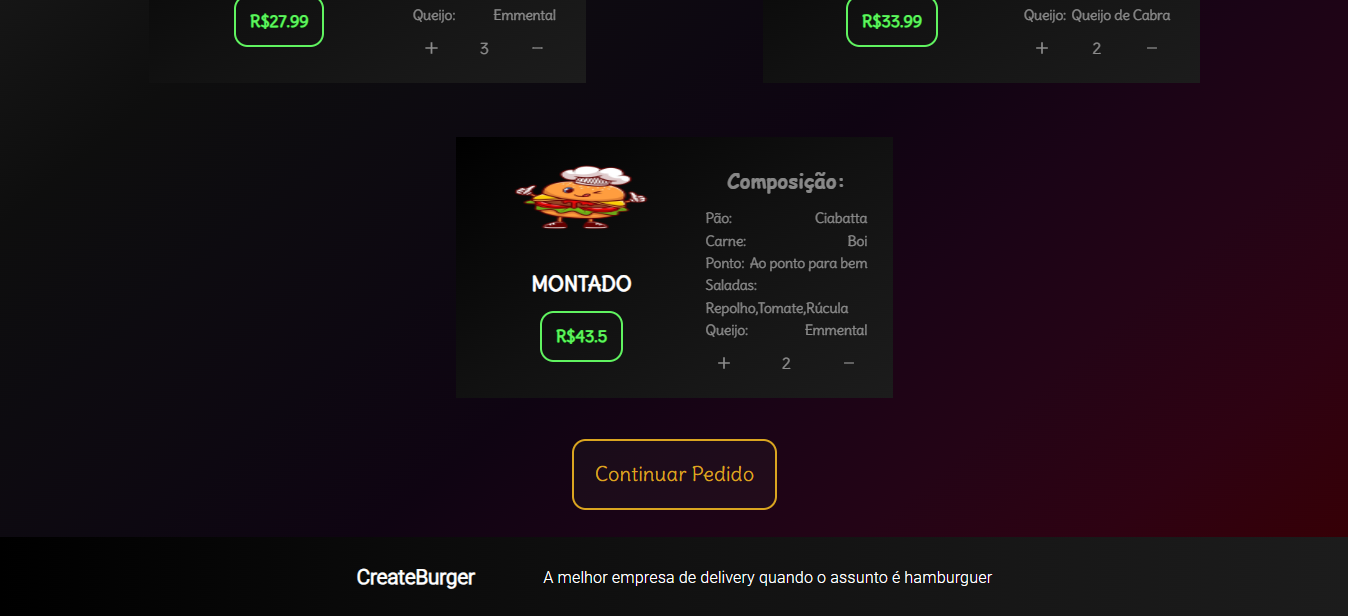 R$27.99
Queijo: Emmental
+ 3 −
R$33.99
Queijo: Queijo de Cabra
+ 2 −
MONTADO
R$43.5
Composição:
Pão: Ciabatta
Carne: Boi
Ponto: Ao ponto para bem
Saladas:
Repolho,Tomate,Rúcula
Queijo: Emmental
+ 2 −
Continuar Pedido
CreateBurger
A melhor empresa de delivery quando o assunto é hamburguer